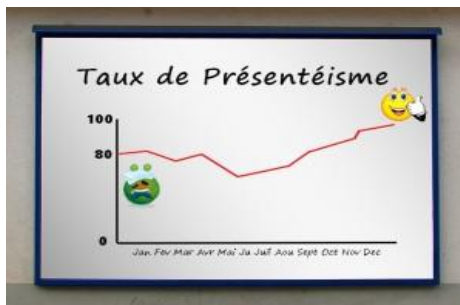 Taux de Présentéisme
100
80
0
Jan Fev Mar Avr Mai Ju Juil Aou Sept Oct Nov Dec